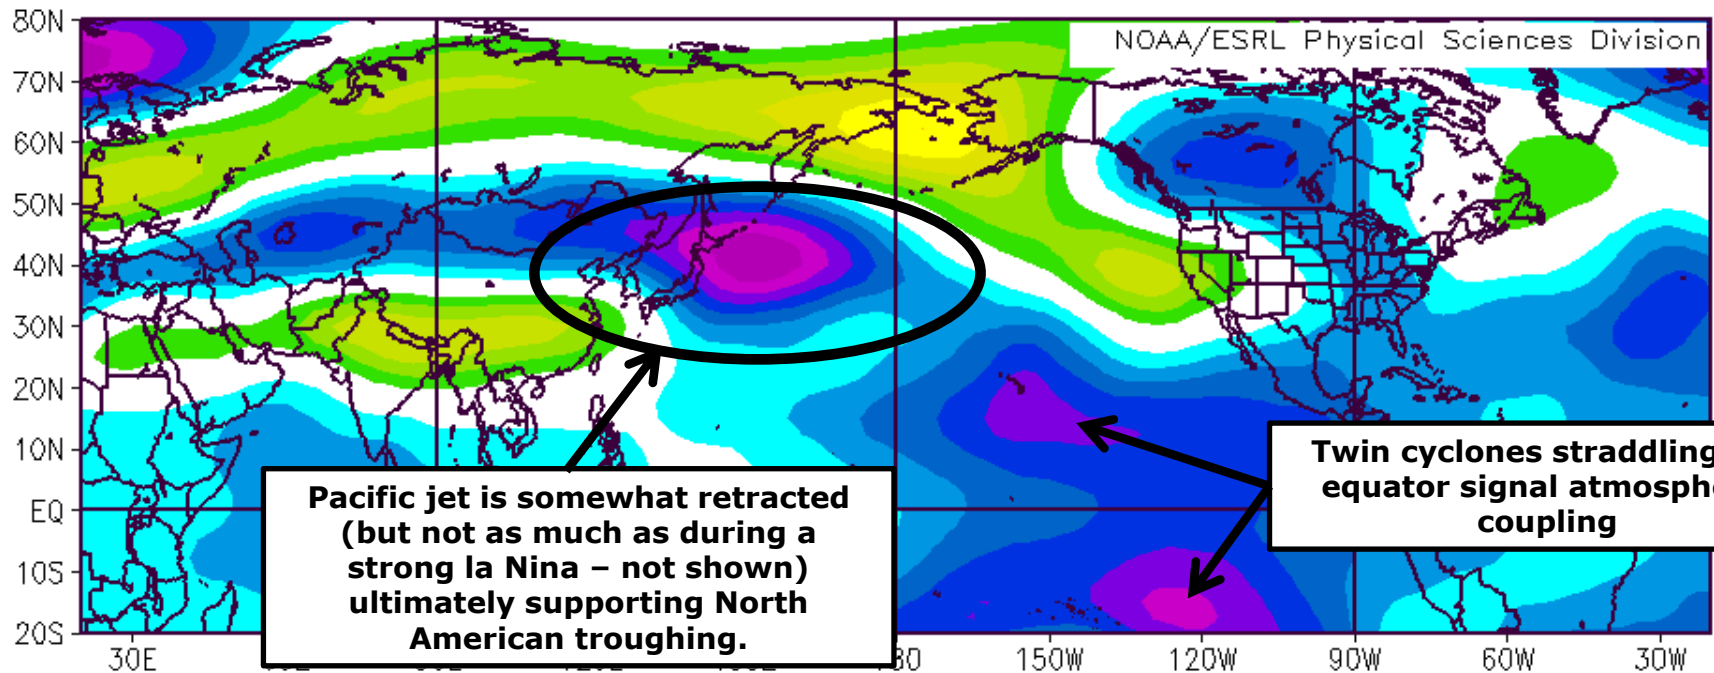 80N
NOAA/ESRL Physical Sciences Division
70N
60N
50N
40N
30N
20N
10N
EQ
10S
20S
Pacific jet is somewhat retracted
(but not as much as during a
strong la Nina – not shown)
ultimately supporting North
American troughing.
Twin cyclones straddling
equator signal
coupling
30E
150W
120W
90W
60W
30W